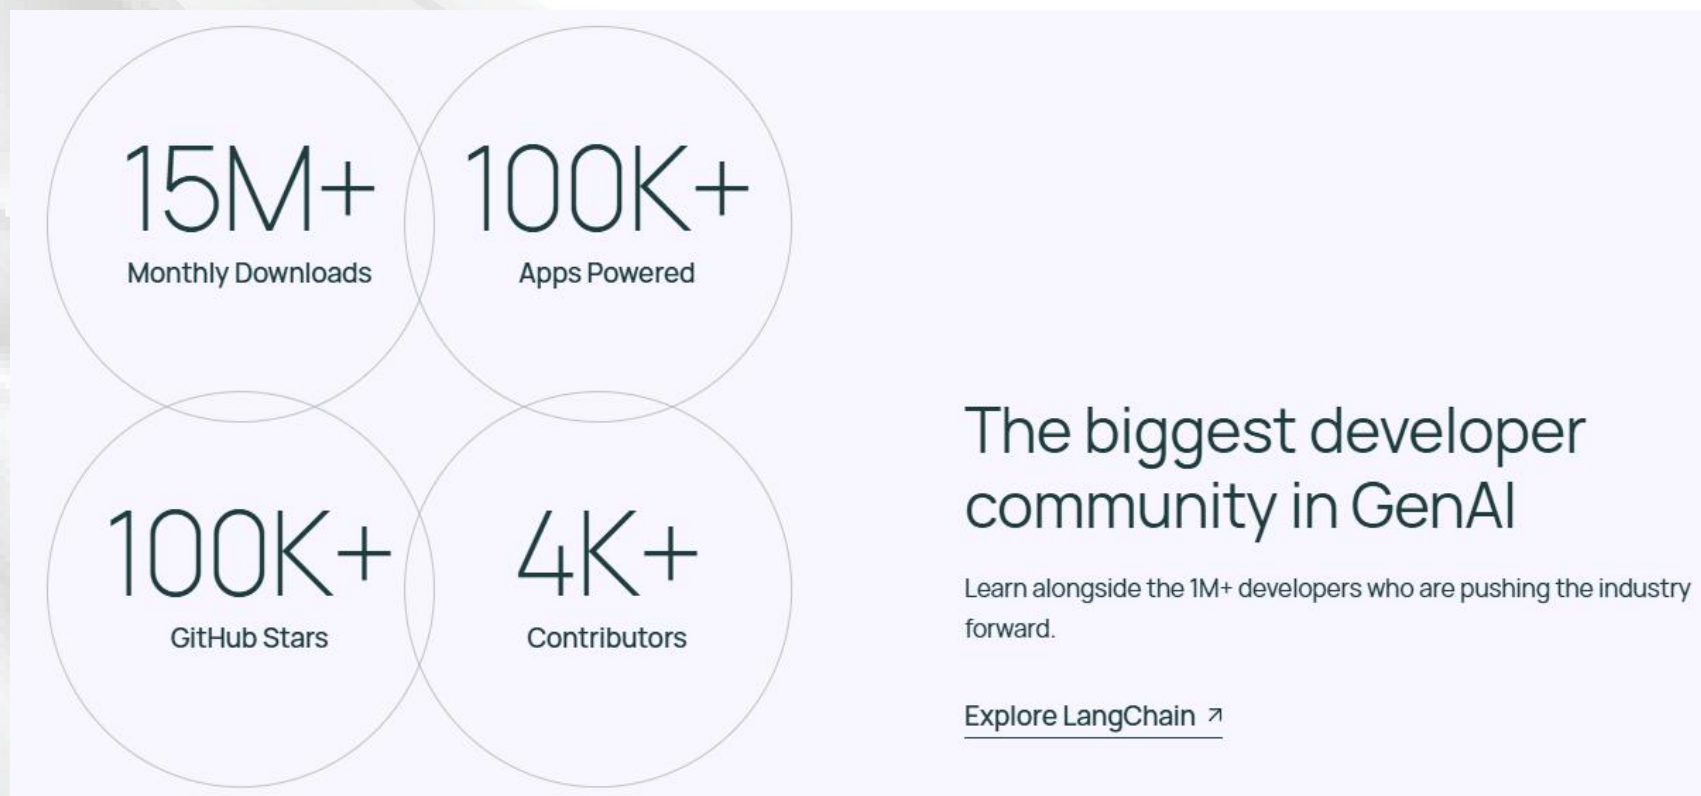 15M+
Monthly Downloads
100K+
Apps Powered
100K+
GitHub Stars
4K+
Contributors
The biggest developer
community in GenAI
Learn alongside the 1M+ developers who are pushing the industry
forward.
Explore LangChain